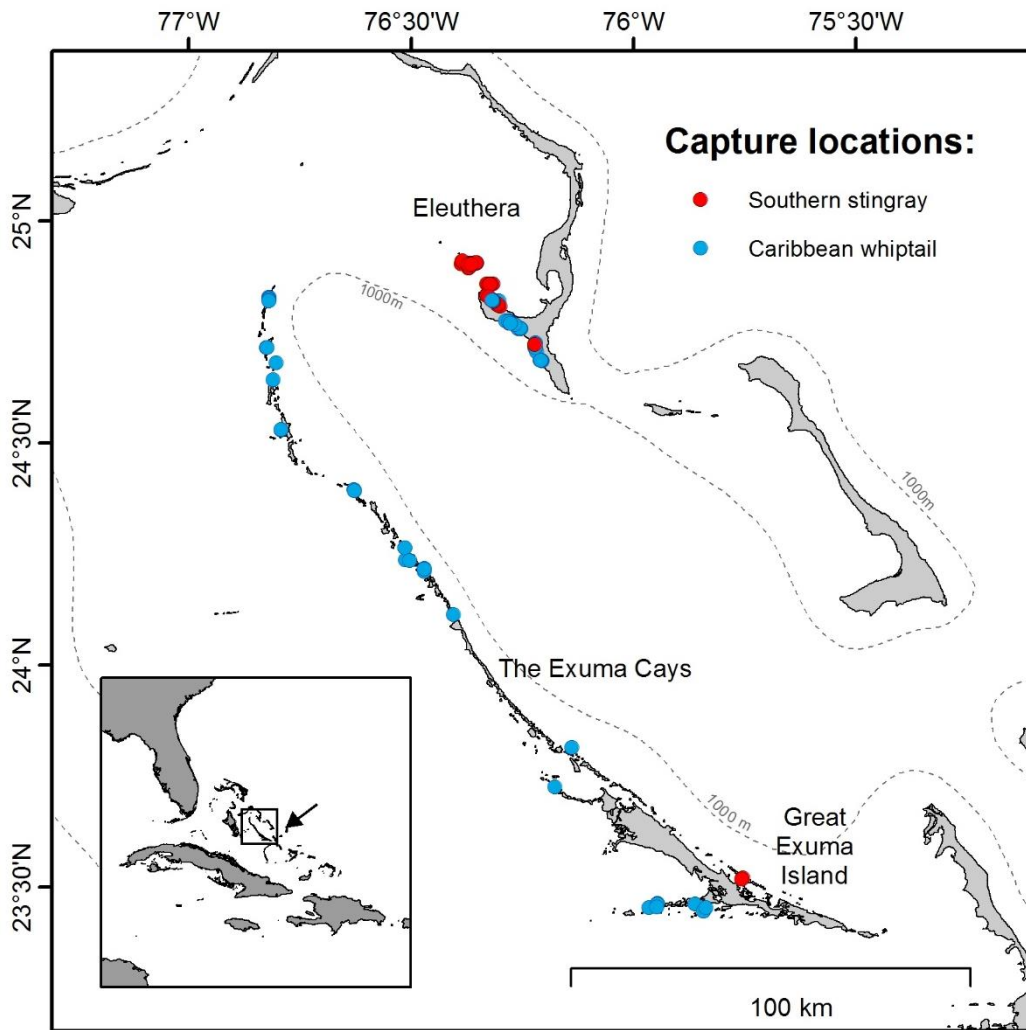 77°W
76°30'W
76°W
75°30'W
Capture locations:
Southern stingray
Caribbean whiptail
25°N
Eleuthera
1000m
24°30'N
1000m
24°N
The Exuma Cays
1000 m
Great
Exuma
Island
23°30'N
100 km